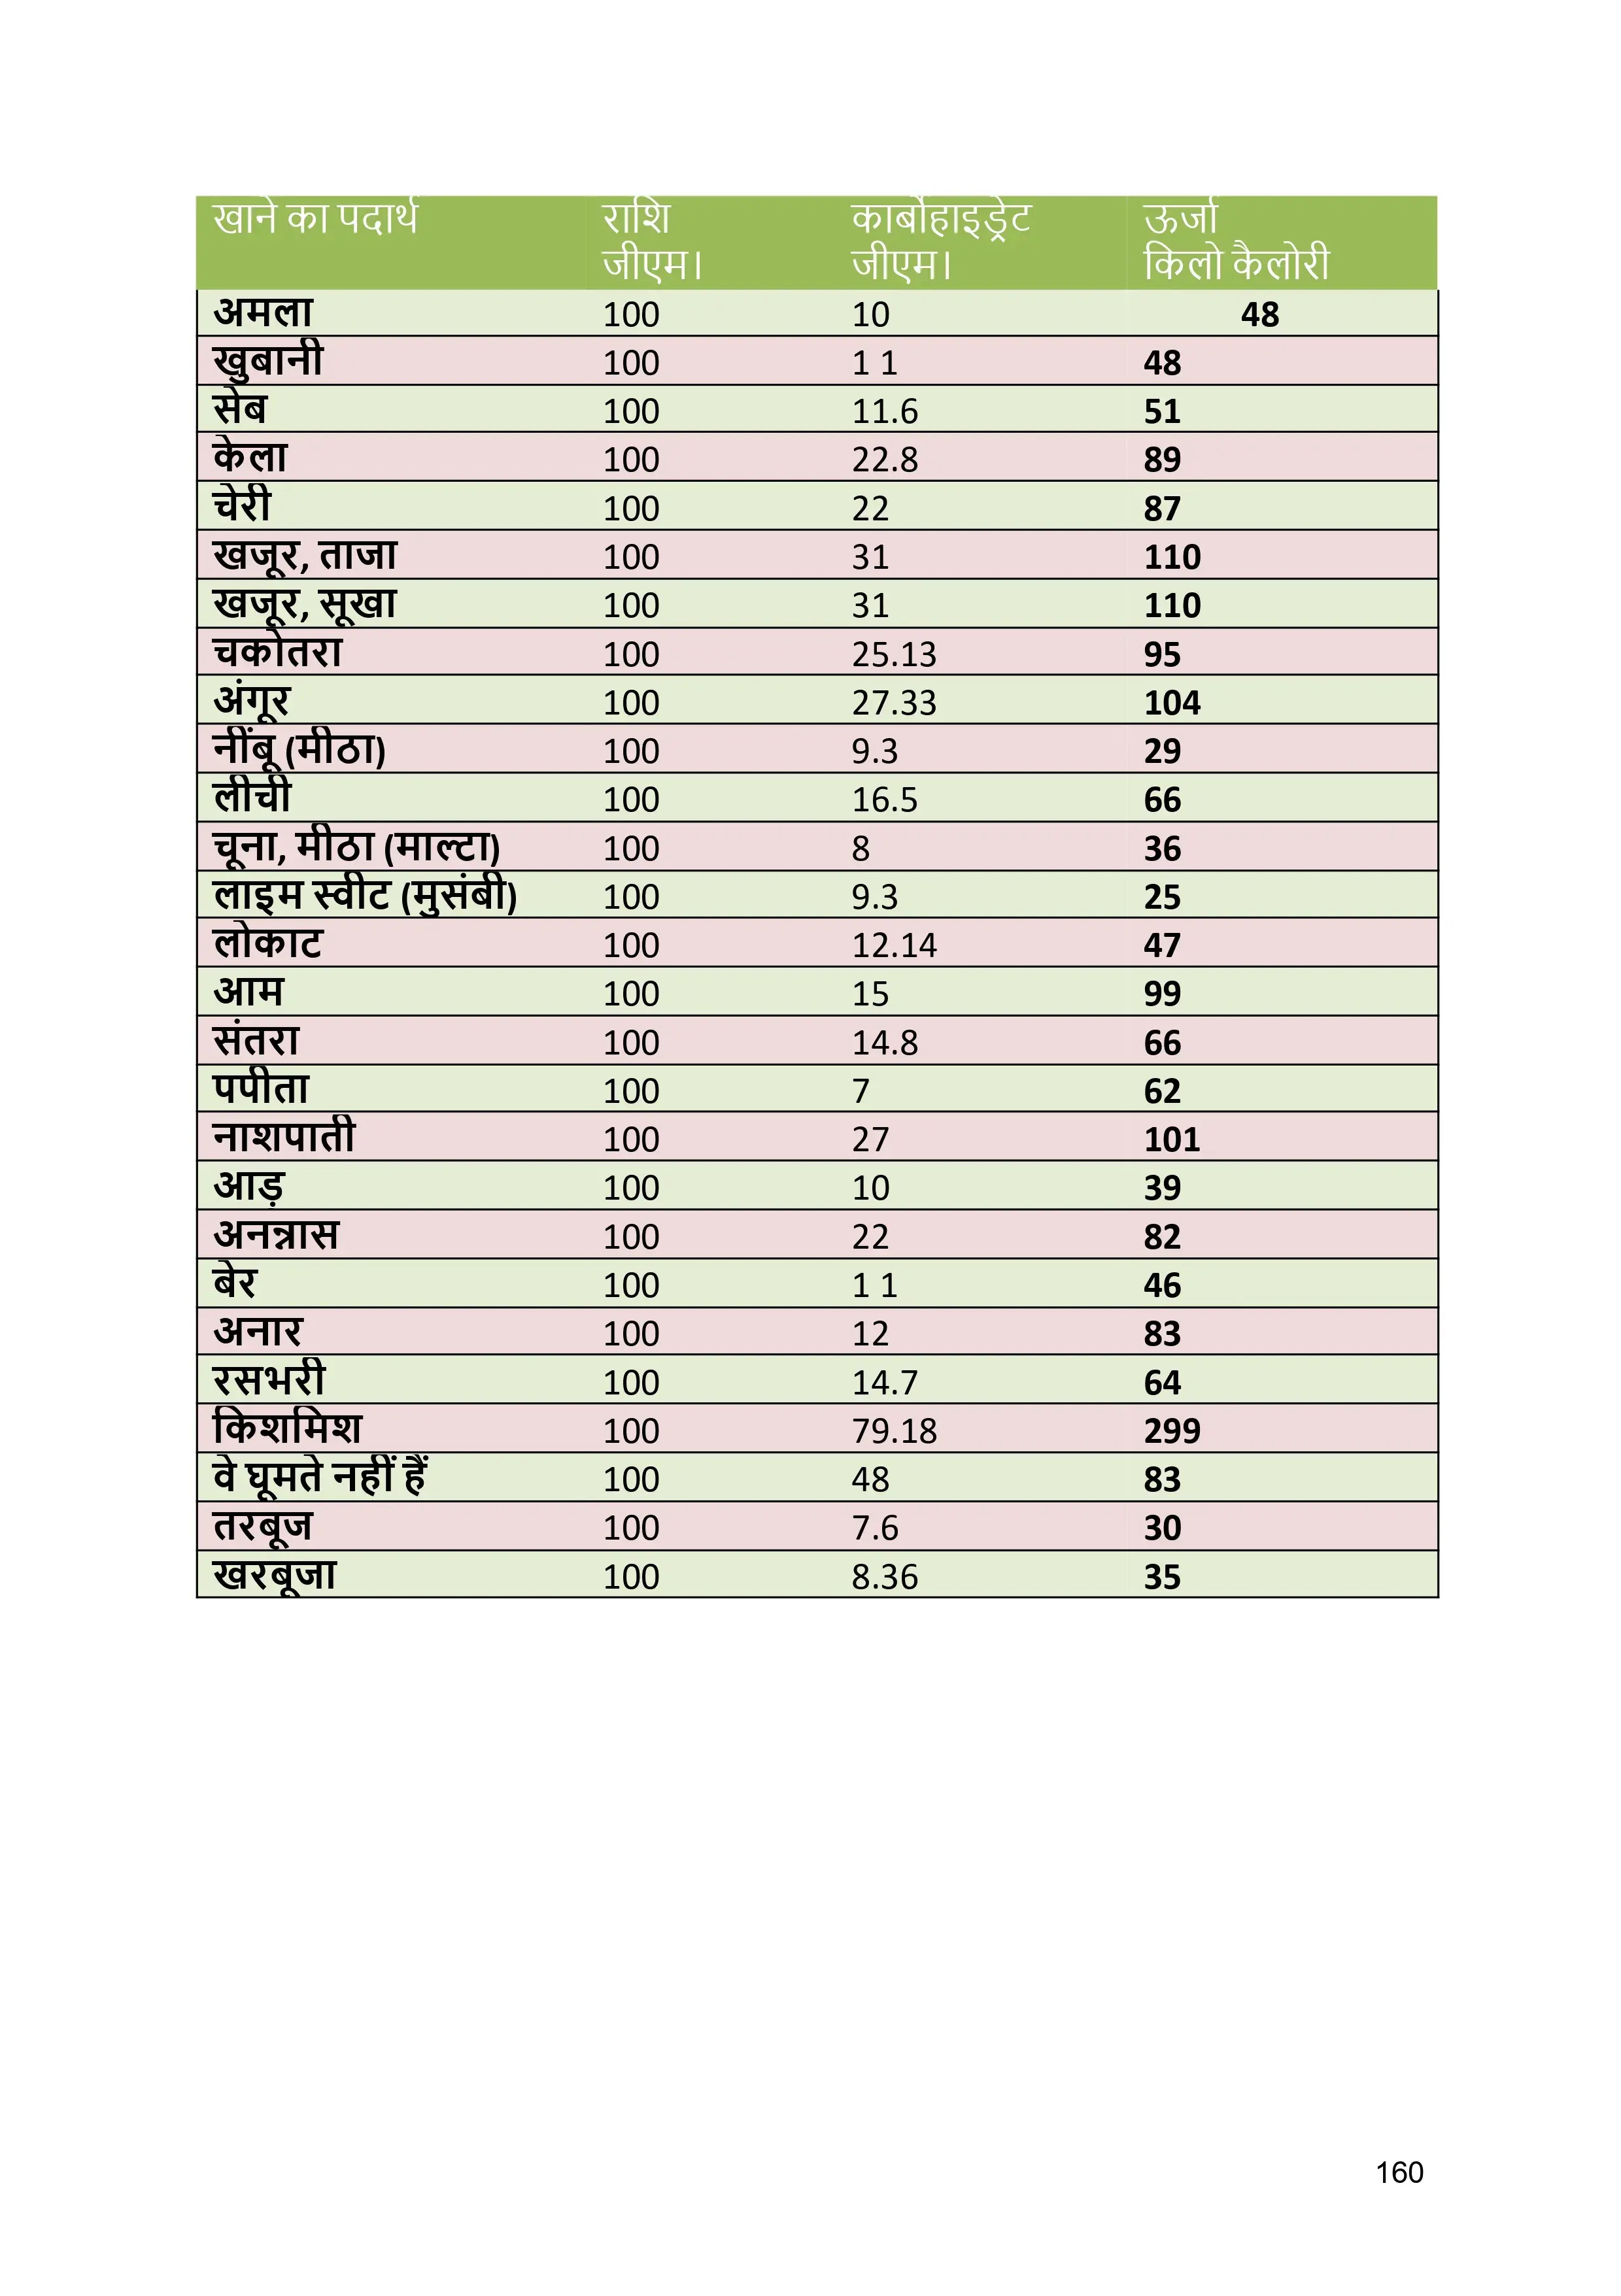 खाने का पदार्थ राशि जीएम। कार्बोहाइड्रेट जीएम। ऊर्जा किलो कैलोरी
अमला 100 10 48
खुबानी 100 1 1 48
सेब 100 11.6 51
केला 100 22.8 89
चेरी 100 22 87
खजूर, ताजा 100 31 110
खजूर, सूखा 100 31 110
चकोतरा 100 25.13 95
अंगूर 100 27.33 104
नींबू (मीठा) 100 9.3 29
लीची 100 16.5 66
चूना, मीठा (माल्टा) 100 8 36
लाइम स्वीट (मुसंबी) 100 9.3 25
लोकाट 100 12.14 47
आम 100 15 99
संतरा 100 14.8 66
पपीता 100 7 62
नाशपाती 100 27 101
आड़ 100 10 39
अनन्नास 100 22 82
बेर 100 1 1 46
अनार 100 12 83
रसभरी 100 14.7 64
किशमिश 100 79.18 299
वे घूमते नहीं हैं 100 48 83
तरबूज 100 7.6 30
खरबूजा 100 8.36 35
160